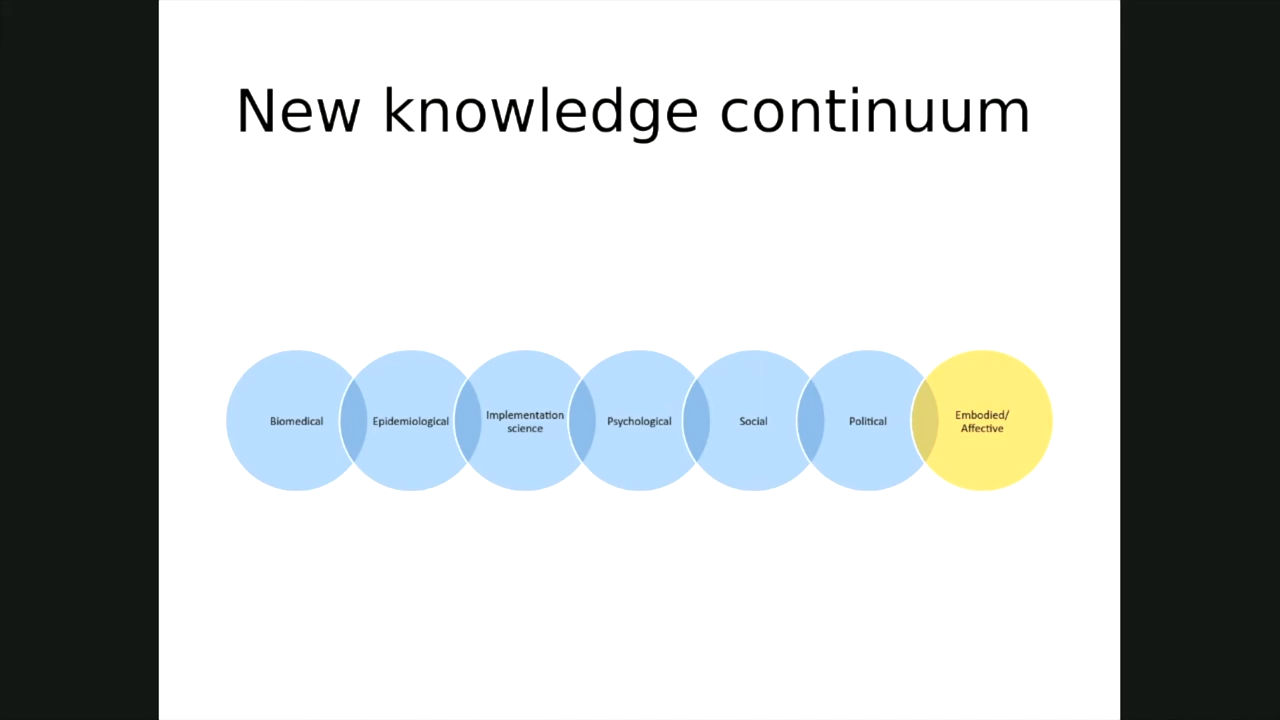 New knowledge continuum
Biomedical
Epidemiological
Implementation
science
Psychological
Social
Political
Embodied/
Affective